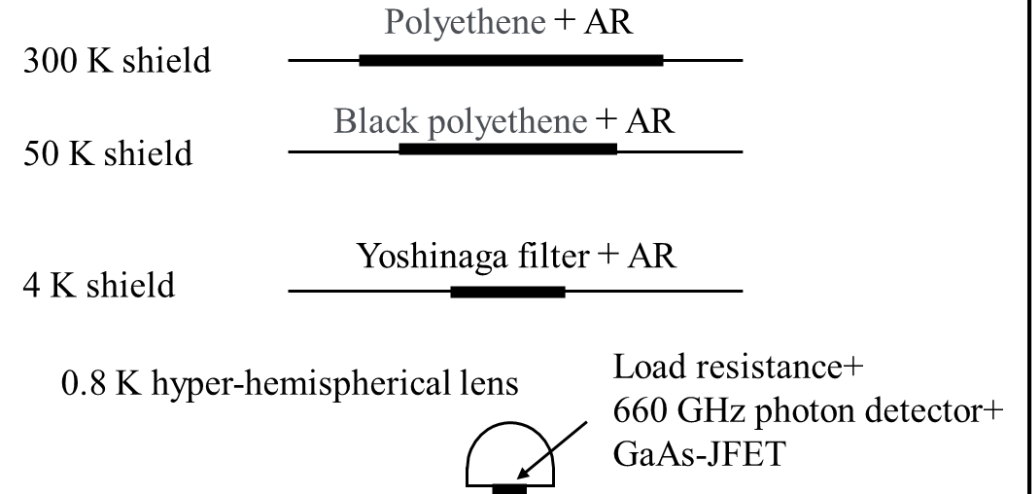 Polyethene + AR
300 K shield
Black polyethene + AR
50 K shield
Yoshinaga filter + AR
4 K shield
0.8 K hyper-hemispherical lens
Load resistance+
660 GHz photon detector+
GaAs-JFET